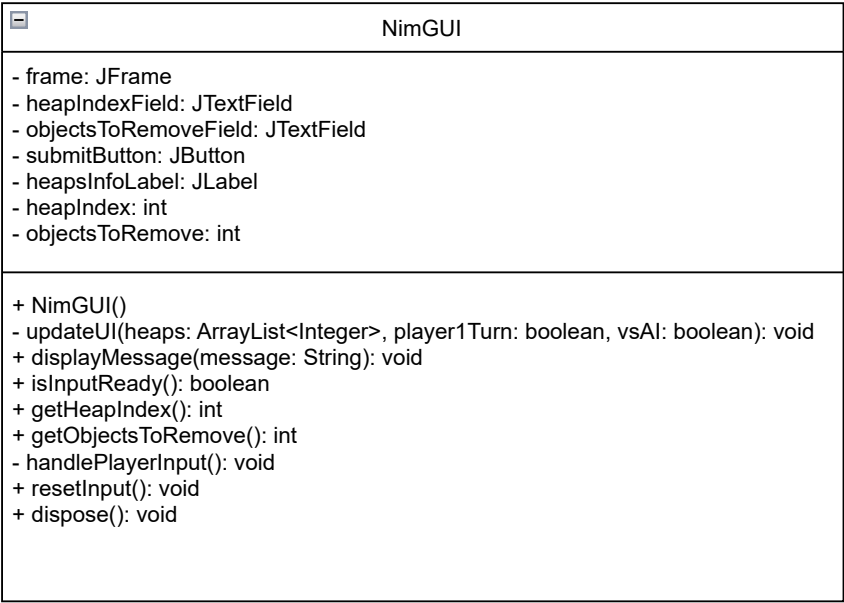 NimGUI
- frame: JFrame
- heapIndexField: JTextField
- objectsToRemoveField: JTextField
- submitButton: JButton
- heapsInfoLabel: JLabel
- heapIndex: int
- objectsToRemove: int
+ NimGUI()
- updateUI(heaps: ArrayList<Integer>, player1Turn: boolean, vsAI: boolean): void
+ displayMessage(message: String): void
+ isInputReady(): boolean
+ getHeapIndex(): int
+ getObjectsToRemove(): int
- handlePlayerInput(): void
+ resetInput(): void
+ dispose(): void